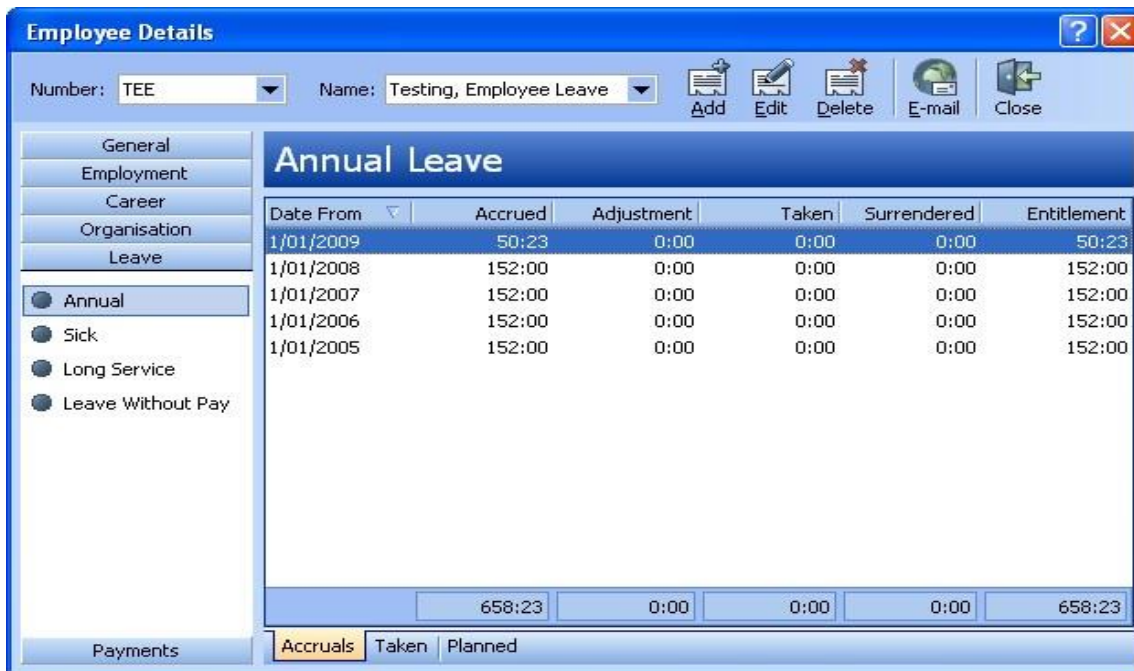 Employee Details
Number: TEE Name: Testing, Employee Leave Add Edit Delete E-mail Close
General
Employment
Career
Organisation
Leave
Annual
Sick
Long Service
Leave Without Pay
Payments
Annual Leave
Date From Accrued Adjustment Taken Surrendered Entitlement
1/01/2009 50:23 0:00 0:00 0:00 50:23
1/01/2008 152:00 0:00 0:00 0:00 152:00
1/01/2007 152:00 0:00 0:00 0:00 152:00
1/01/2006 152:00 0:00 0:00 0:00 152:00
1/01/2005 152:00 0:00 0:00 0:00 152:00
658:23 0:00 0:00 0:00 658:23
Accruals Taken Planned